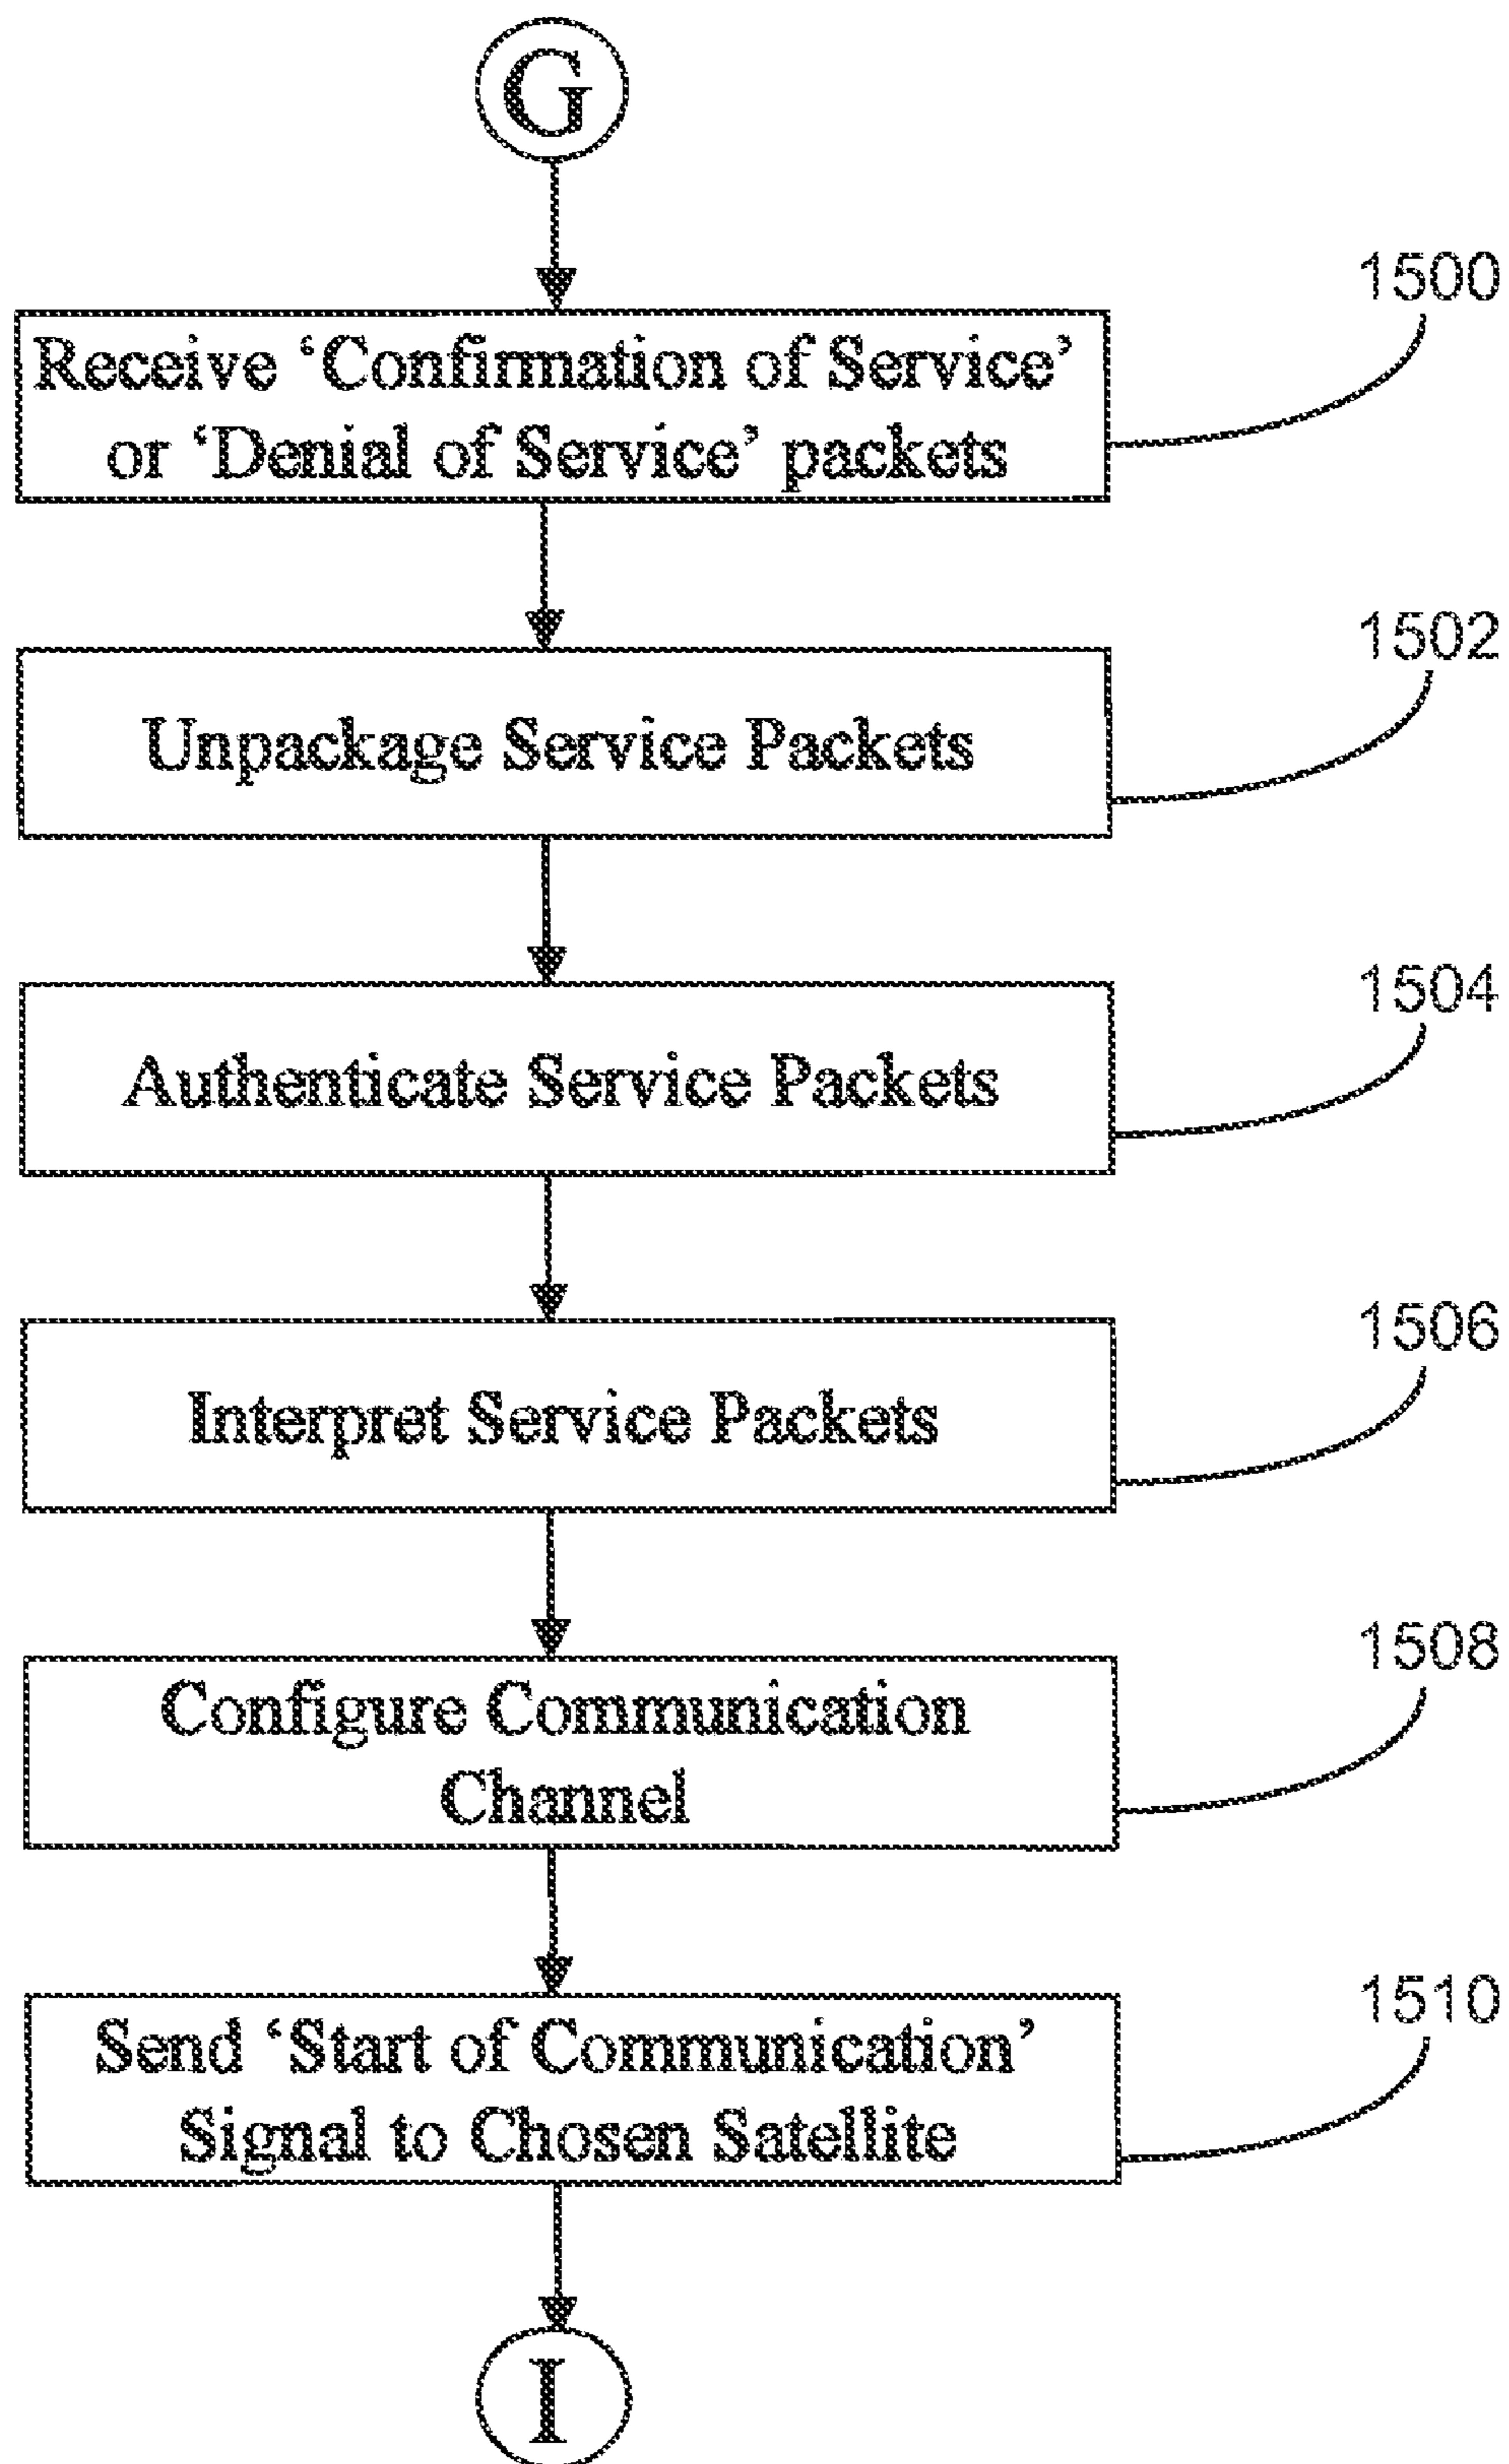 G
1500
Receive ‘Confirmation of Service’
or ‘Denial of Service’ packets
1502
Unpackage Service Packets
1504
Authenticate Service Packets
1506
Interpret Service Packets
1508
Configure Communication
Channel
1510
Send ‘Start of Communication’
Signal to Chosen Satellite
I